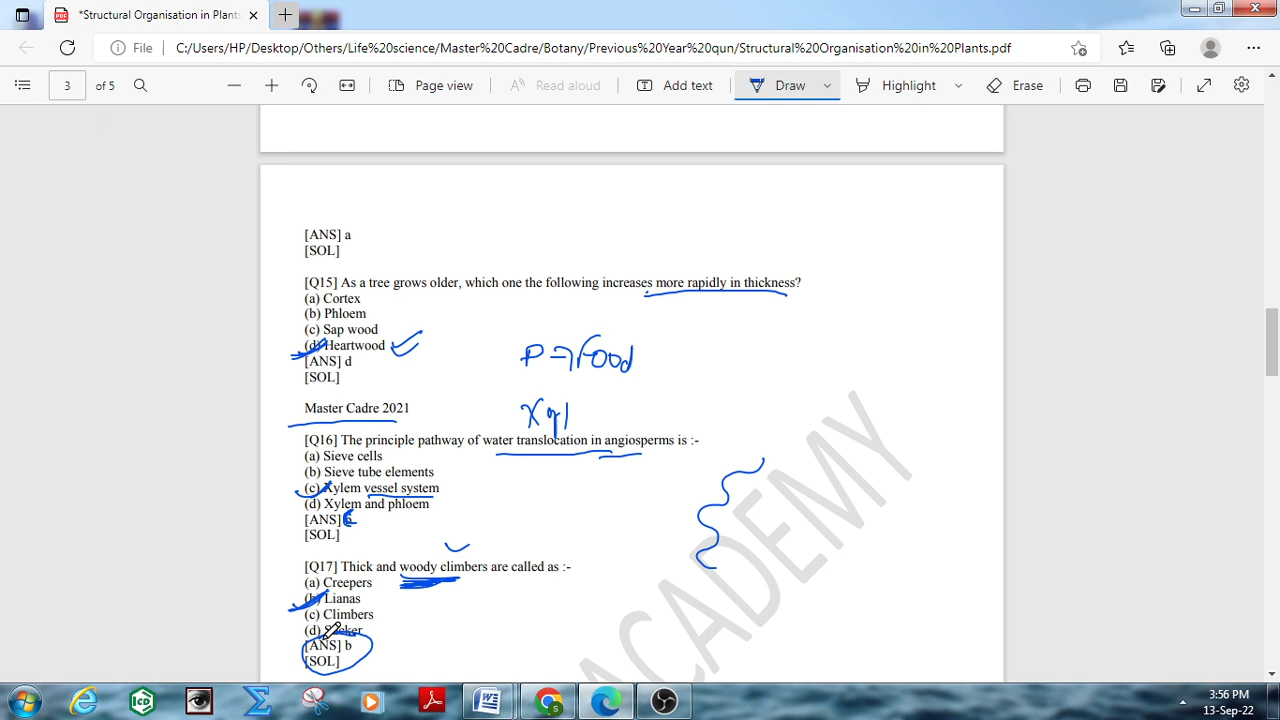 *Structural Organisation in Plants
File
C:/Users/HP/Desktop/Others/Life%20science/Master%20Cadre/Botany/Previous%20Year%20qun/Structural%20Organisation%20in%20Plants.pdf
3 of 5
Page view
Read aloud
Add text
Draw
Highlight
Erase
[ANS] a
[SOL]
[Q15] As a tree grows older, which one the following increases more rapidly in thickness?
(a) Cortex
(b) Phloem
(c) Sap wood
(d) Heartwood
[ANS] d
[SOL]
P → Food
Xyl
Master Cadre 2021
[Q16] The principle pathway of water translocation in angiosperms is :-
(a) Sieve cells
(b) Sieve tube elements
(c) Xylem vessel system
(d) Xylem and phloem
[ANS] c
[SOL]
[Q17] Thick and woody climbers are called as :-
(a) Creepers
(b) Lianas
(c) Climbers
(d) Sucker
[ANS] b
[SOL]
ACADEMY
3:56 PM
13-Sep-22